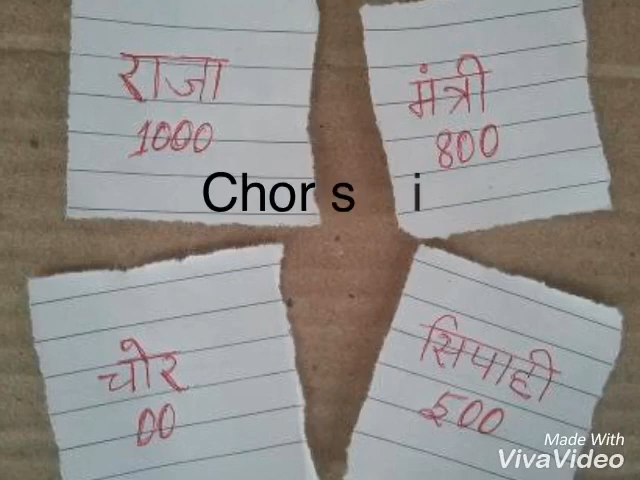 राजा
1000
मंत्री
800
Chor s i
चोर
00
सिपाही
500
Made With
VivaVideo